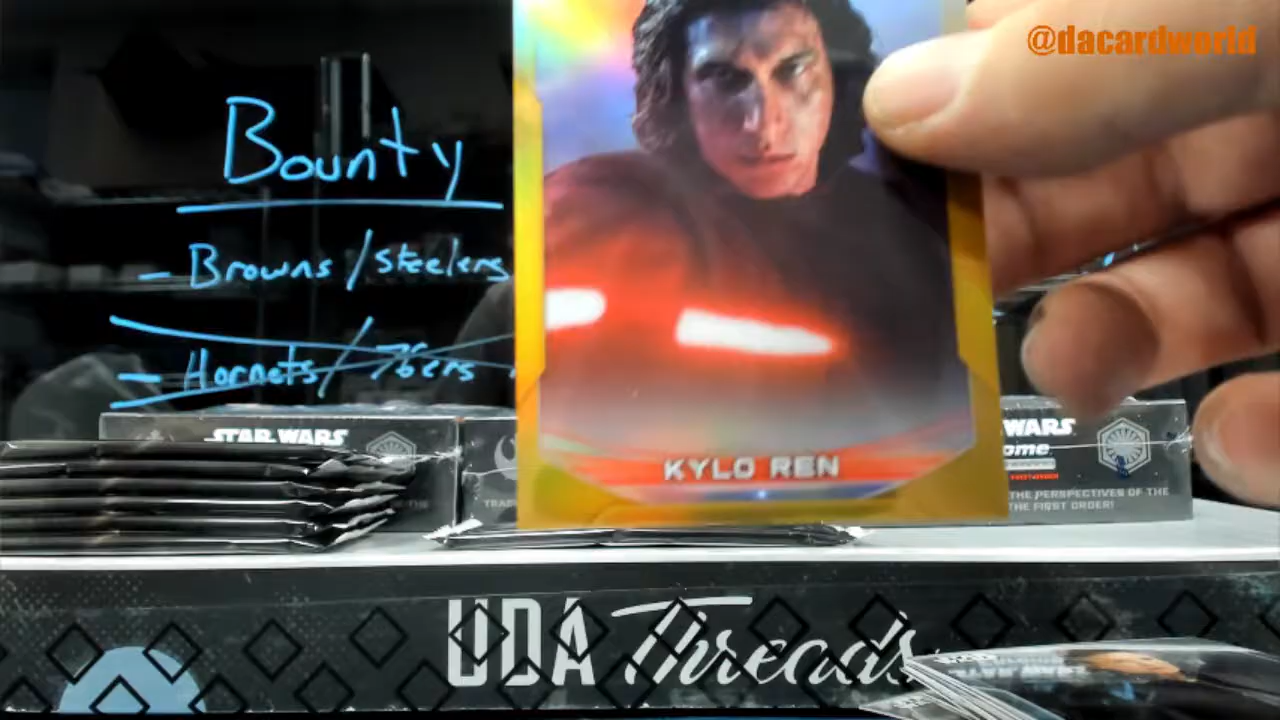 @dacardworld
Bounty
- Browns / Steelers
- Hornets / 76ers
STAR WARS
WARS
THE PERSPECTIVES OF THE
THE FIRST ORDER!
KYLO REN
UDA Threads